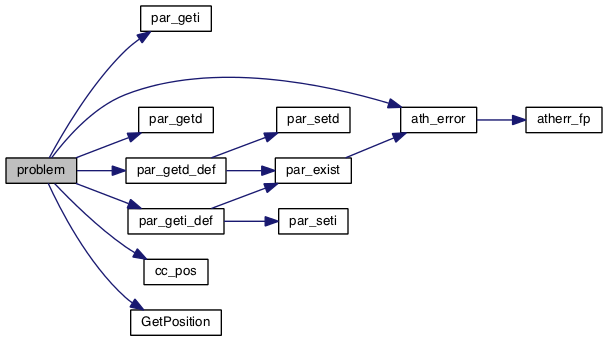 par_geti
par_getd
par_setd
ath_error
atherr_fp
problem
par_getd_def
par_exist
par_geti_def
par_seti
cc_pos
GetPosition